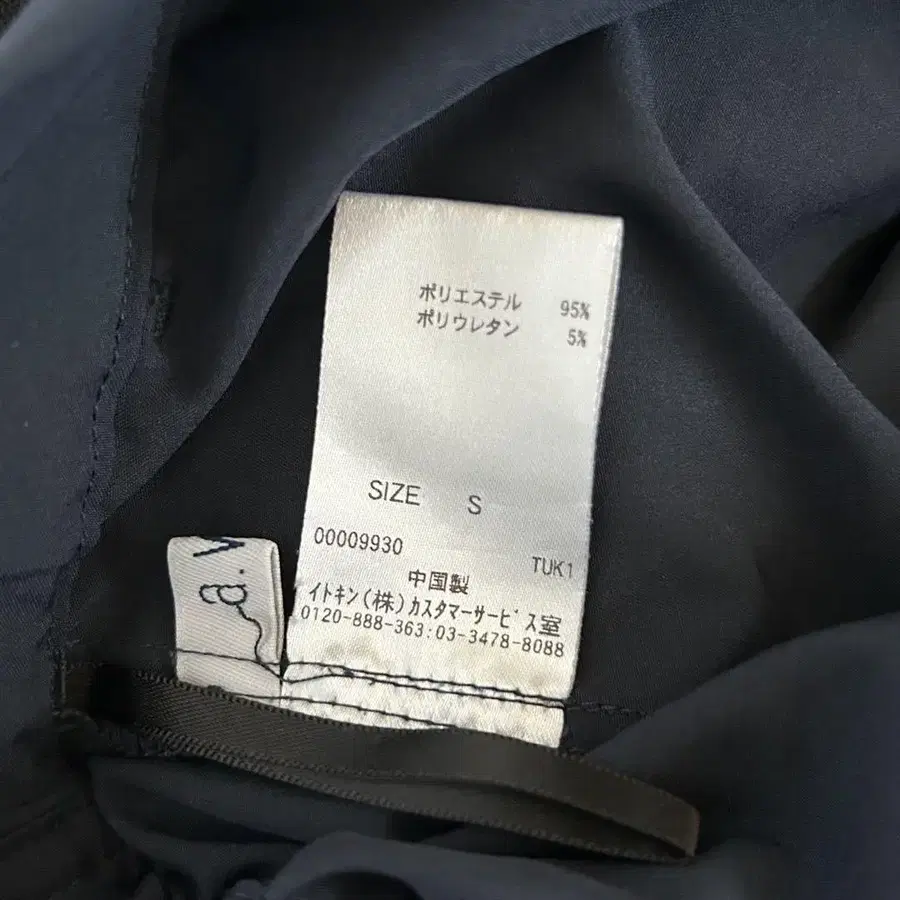 ポリエステル 95%
ポリウレタン 5%
SIZE S
00009930 TUK1
中国製
イトキン(株)カスタマーサービス室
0120-888-363:03-3478-8088
a.v